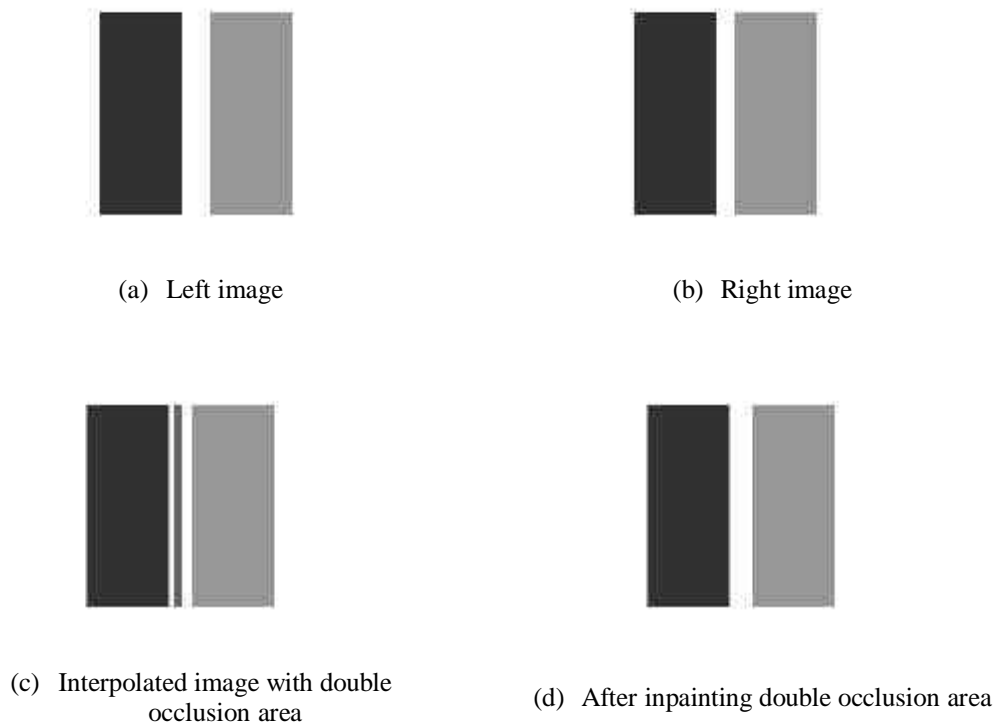 (a) Left image
(b) Right image
(c) Interpolated image with double
occlusion area
(d) After inpainting double occlusion area